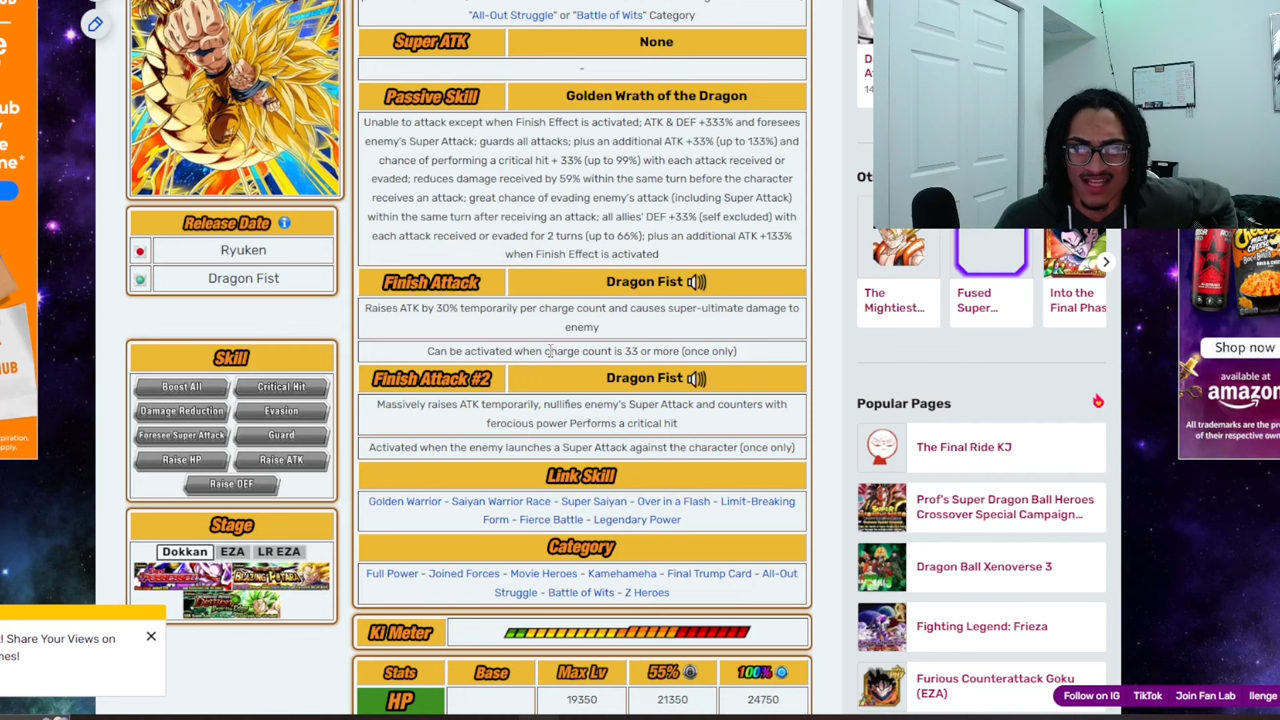 "All-Out Struggle" or "Battle of Wits" Category
Super ATK
None
-
Passive Skill
Golden Wrath of the Dragon
Unable to attack except when Finish Effect is activated; ATK & DEF +333% and foresees
enemy's Super Attack; guards all attacks; plus an additional ATK +33% (up to 133%) and
chance of performing a critical hit + 33% (up to 99%) with each attack received or
evaded; reduces damage received by 59% within the same turn before the character
receives an attack; great chance of evading enemy's attack (including Super Attack)
within the same turn after receiving an attack; all allies' DEF +33% (self excluded) with
each attack received or evaded for 2 turns (up to 66%); plus an additional ATK +133%
when Finish Effect is activated
Finish Attack
Dragon Fist
Raises ATK by 30% temporarily per charge count and causes super-ultimate damage to
enemy
Can be activated when charge count is 33 or more (once only)
Finish Attack #2
Dragon Fist
Massively raises ATK temporarily, nullifies enemy's Super Attack and counters with
ferocious power Performs a critical hit
Activated when the enemy launches a Super Attack against the character (once only)
Link Skill
Golden Warrior - Saiyan Warrior Race - Super Saiyan - Over in a Flash - Limit-Breaking
Form - Fierce Battle - Legendary Power
Category
Full Power - Joined Forces - Movie Heroes - Kamehameha - Final Trump Card - All-Out
Struggle - Battle of Wits - Z Heroes
Ki Meter
Stats
Base
Max Lv
55%
100%
HP
19350
21350
24750
Release Date
Ryuken
Dragon Fist
Skill
Boost All
Critical Hit
Damage Reduction
Evasion
Foresee Super Attack
Guard
Raise HP
Raise ATK
Raise DEF
Stage
Dokkan
EZA
LR EZA
! Share Your Views on
mes!
The
Mightiest...
Fused
Super...
Into the
Final Phas
Popular Pages
The Final Ride KJ
Prof's Super Dragon Ball Heroes
Crossover Special Campaign...
Dragon Ball Xenoverse 3
Fighting Legend: Frieza
Furious Counterattack Goku
(EZA)
Shop now
available at
amazon
All trademarks are the pro
of their respective owner
Follow on IG
TikTok
Join Fan Lab
llenge